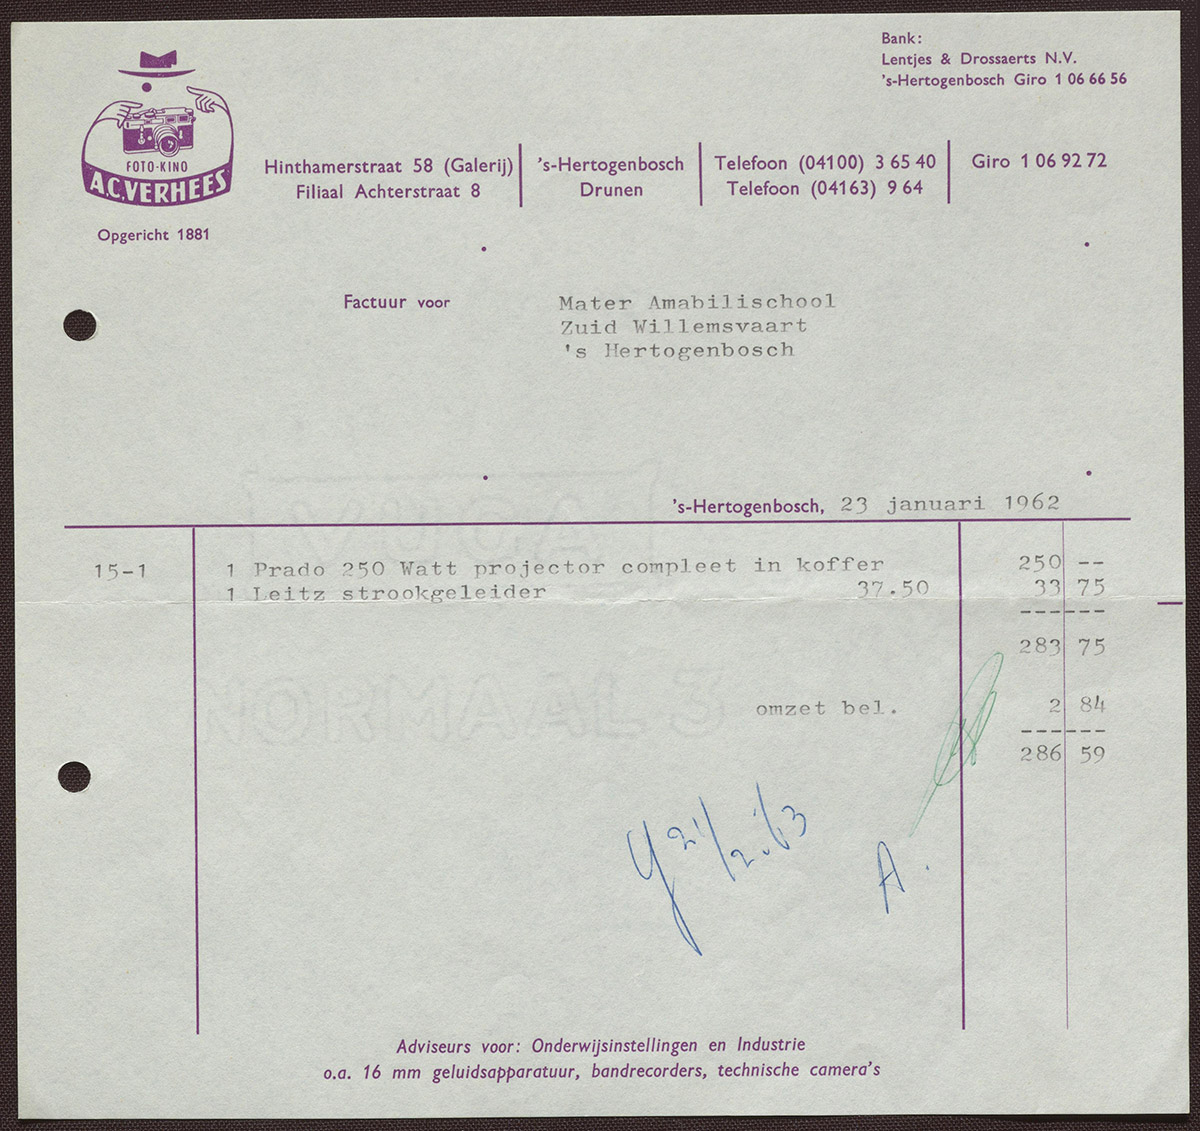 Bank:
Lentjes & Drossaerts N.V.
's-Hertogenbosch Giro 1 06 66 56
FOTO-KINO
A.C. VERHEES
Opgericht 1881
Hinthamerstraat 58 (Galerij)
Filiaal Achterstraat 8
's-Hertogenbosch
Drunen
Telefoon (04100) 3 65 40
Telefoon (04163) 9 64
Giro 1 06 92 72
Factuur voor
Mater Amabilischool
Zuid Willemsvaart
's Hertogenbosch
's-Hertogenbosch, 23 januari 1962
15-1 1 Prado 250 Watt projector compleet in koffer 250 --
1 Leitz strookgeleider 37.50 33 75
283 75
omzet bel. 2 84
286 59
A.
NORMAAL 3
Adviseurs voor: Onderwijsinstellingen en Industrie
o.a. 16 mm geluidsapparatuur, bandrecorders, technische camera's